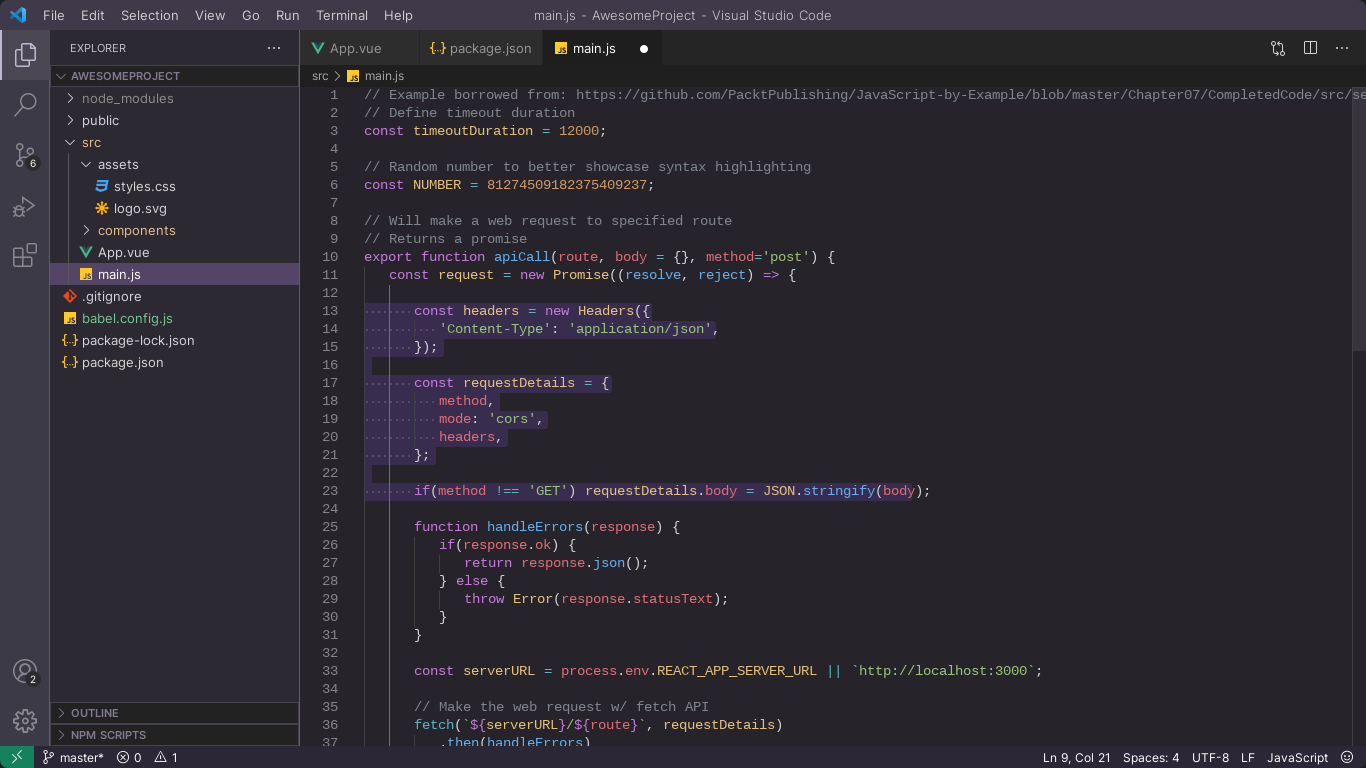 File Edit Selection View Go Run Terminal Help main.js - AwesomeProject - Visual Studio Code
EXPLORER
AWESOMEPROJECT
node_modules
public
src
assets
styles.css
logo.svg
components
App.vue
main.js
.gitignore
babel.config.js
package-lock.json
package.json
OUTLINE
NPM SCRIPTS
6
2
App.vue package.json main.js
src main.js
1 // Example borrowed from: https://github.com/PacktPublishing/JavaScript-by-Example/blob/master/Chapter07/CompletedCode/src/se
2 // Define timeout duration
3 const timeoutDuration = 12000;
4
5 // Random number to better showcase syntax highlighting
6 const NUMBER = 81274509182375409237;
7
8 // Will make a web request to specified route
9 // Returns a promise
10 export function apiCall(route, body = {}, method='post') {
11 const request = new Promise((resolve, reject) => {
12
13 const headers = new Headers({
14 'Content-Type': 'application/json',
15 });
16
17 const requestDetails = {
18 method,
19 mode: 'cors',
20 headers,
21 };
22
23 if(method !== 'GET') requestDetails.body = JSON.stringify(body);
24
25 function handleErrors(response) {
26 if(response.ok) {
27 return response.json();
28 } else {
29 throw Error(response.statusText);
30 }
31 }
32
33 const serverURL = process.env.REACT_APP_SERVER_URL || `http://localhost:3000`;
34
35 // Make the web request w/ fetch API
36 fetch(`${serverURL}/${route}`, requestDetails)
37 .then(handleErrors)
master* 0 1 Ln 9, Col 21 Spaces: 4 UTF-8 LF JavaScript